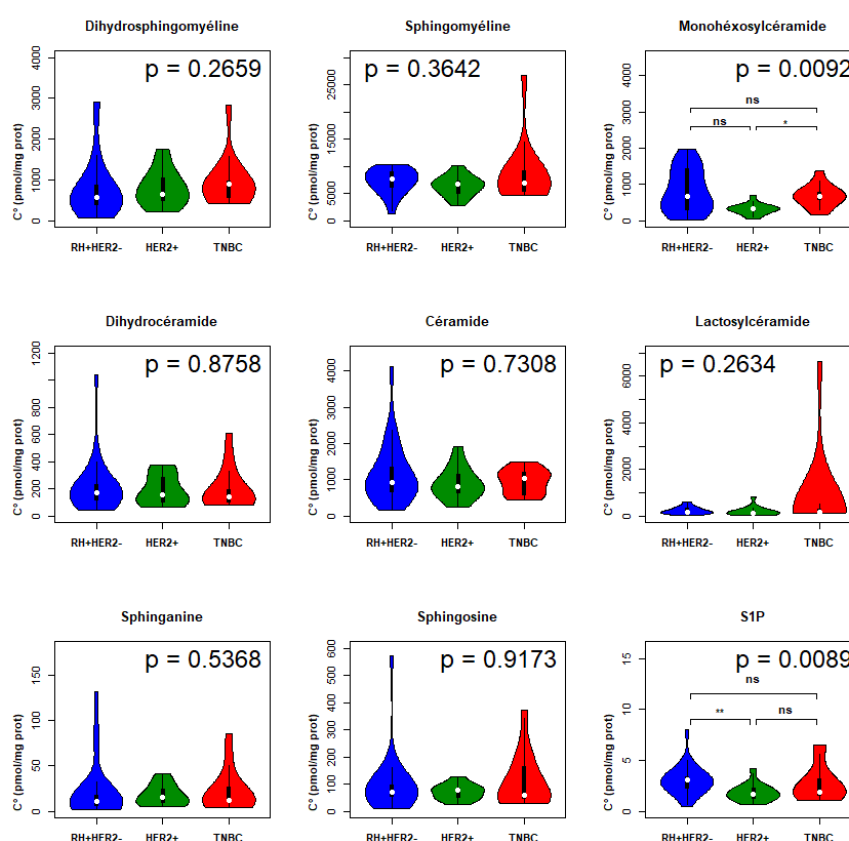 Dihydrosphingomyéline
Sphingomyéline
Monohéxosylcéramide
C° (pmol/mg prot)
0 1000 2000 3000 4000
p = 0.2659
RH+HER2- HER2+ TNBC
C° (pmol/mg prot)
0 5000 15000 25000
p = 0.3642
RH+HER2- HER2+ TNBC
C° (pmol/mg prot)
0 1000 2000 4000
p = 0.0092
ns
ns *
RH+HER2- HER2+ TNBC
Dihydrocéramide
Céramide
Lactosylcéramide
C° (pmol/mg prot)
0 200 400 600 800 1200
p = 0.8758
RH+HER2- HER2+ TNBC
C° (pmol/mg prot)
0 1000 2000 3000 4000
p = 0.7308
RH+HER2- HER2+ TNBC
C° (pmol/mg prot)
0 2000 4000 6000
p = 0.2634
RH+HER2- HER2+ TNBC
Sphinganine
Sphingosine
S1P
C° (pmol/mg prot)
0 50 100 150
p = 0.5368
RH+HER2- HER2+ TNBC
C° (pmol/mg prot)
0 100 200 300 400 500 600
p = 0.9173
RH+HER2- HER2+ TNBC
C° (pmol/mg prot)
0 5 10 15
p = 0.0089
ns
** ns
RH+HER2- HER2+ TNBC